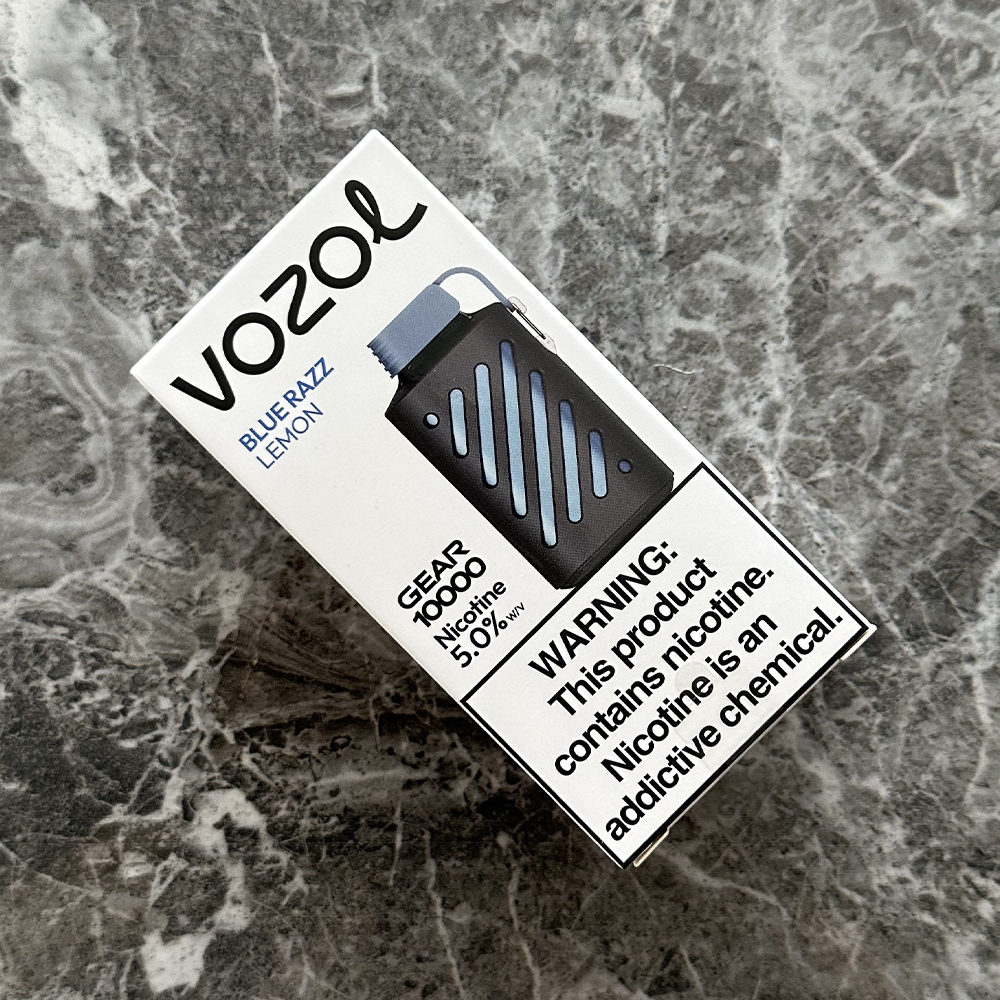 VOZOL
BLUE RAZZ
LEMON
GEAR
10000
Nicotine
5.0% W/V
WARNING:
This product
contains nicotine.
Nicotine is an
addictive chemical.